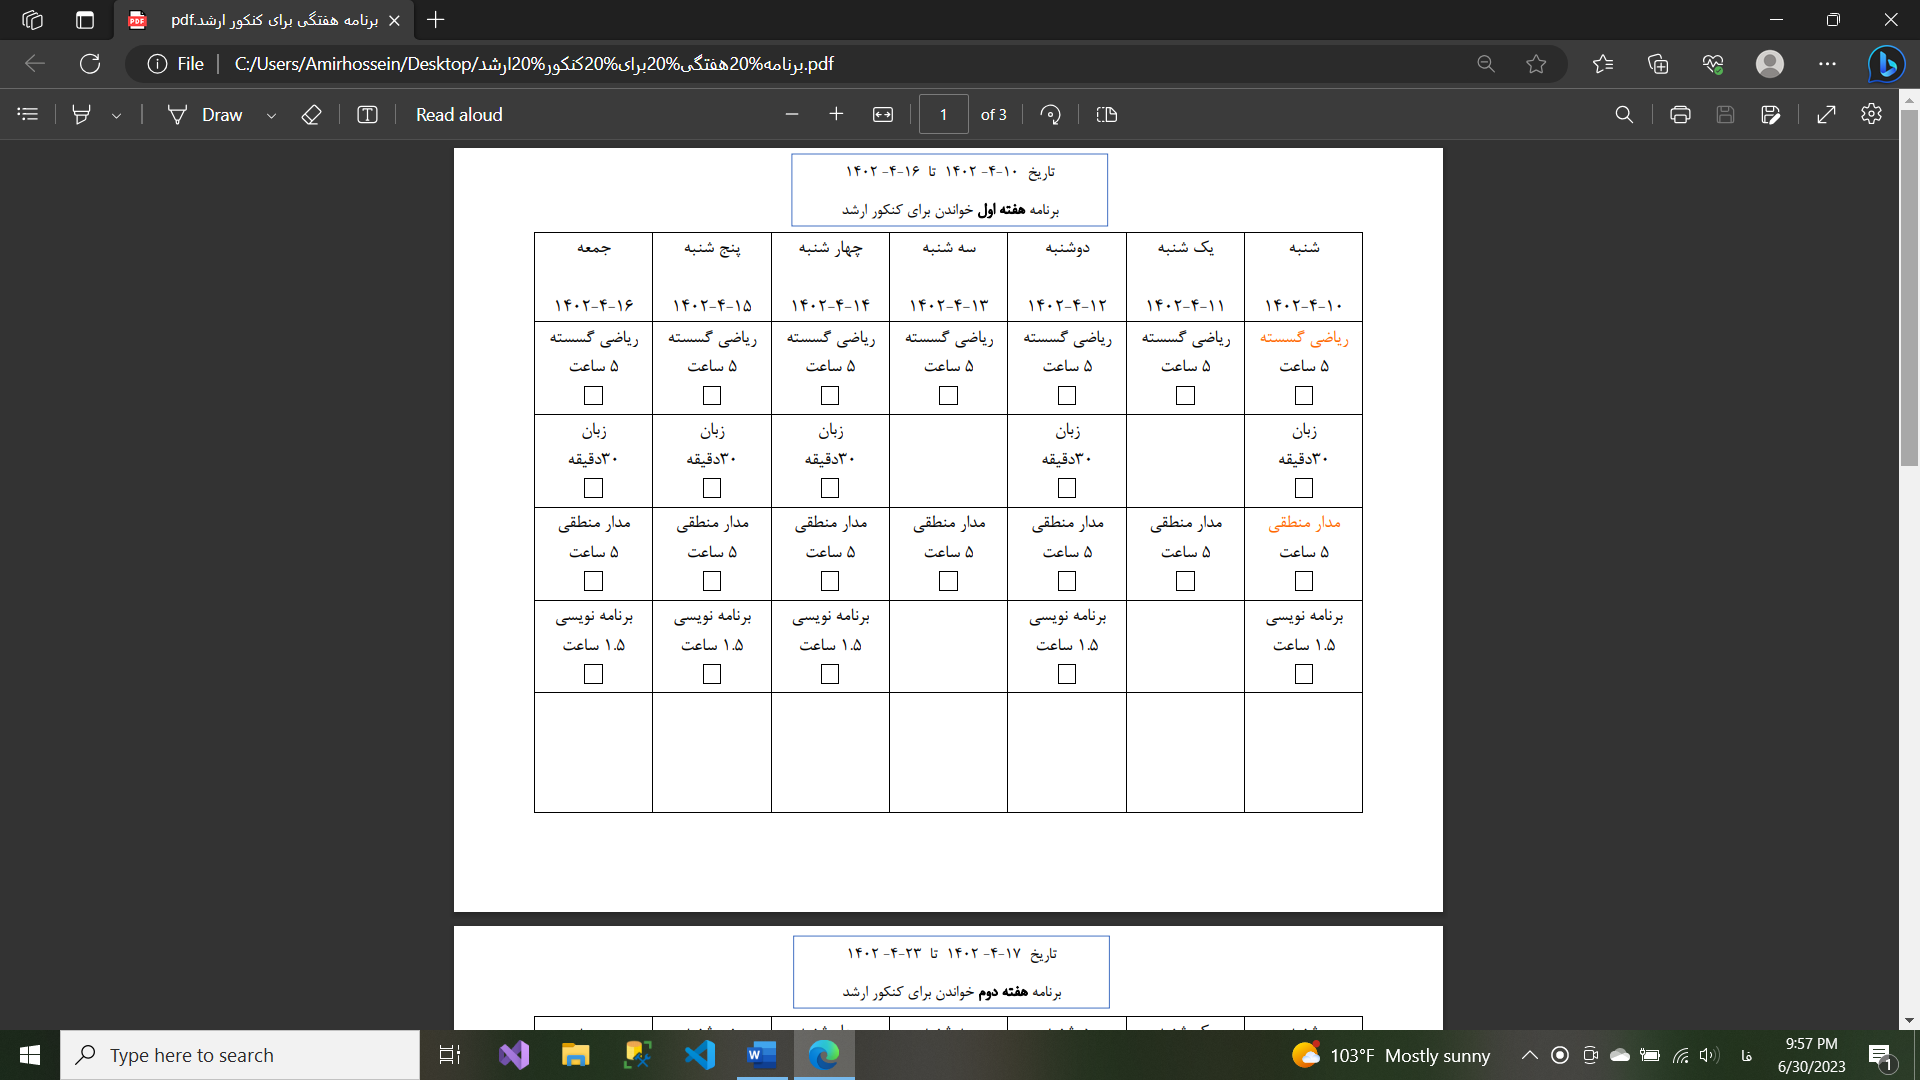 برنامه هفتگی برای کنکور ارشد.pdf
File
C:/Users/Amirhossein/Desktop/برنامه%20هفتگی%20برای%20کنکور%20ارشد.pdf
Draw
Read aloud
1
of 3
تاریخ ۱۰-۴- ۱۴۰۲ تا ۱۶-۴- ۱۴۰۲
برنامه هفته اول خواندن برای کنکور ارشد
شنبه یک شنبه دوشنبه سه شنبه چهار شنبه پنج شنبه جمعه
۱۴۰۲-۴-۱۰ ۱۴۰۲-۴-۱۱ ۱۴۰۲-۴-۱۲ ۱۴۰۲-۴-۱۳ ۱۴۰۲-۴-۱۴ ۱۴۰۲-۴-۱۵ ۱۴۰۲-۴-۱۶
ریاضی گسسته ریاضی گسسته ریاضی گسسته ریاضی گسسته ریاضی گسسته ریاضی گسسته ریاضی گسسته
۵ ساعت ۵ ساعت ۵ ساعت ۵ ساعت ۵ ساعت ۵ ساعت ۵ ساعت
زبان زبان زبان زبان زبان
۳۰دقیقه ۳۰دقیقه ۳۰دقیقه ۳۰دقیقه ۳۰دقیقه
مدار منطقی مدار منطقی مدار منطقی مدار منطقی مدار منطقی مدار منطقی مدار منطقی
۵ ساعت ۵ ساعت ۵ ساعت ۵ ساعت ۵ ساعت ۵ ساعت ۵ ساعت
برنامه نویسی برنامه نویسی برنامه نویسی برنامه نویسی برنامه نویسی
۱.۵ ساعت ۱.۵ ساعت ۱.۵ ساعت ۱.۵ ساعت ۱.۵ ساعت
تاریخ ۱۷-۴- ۱۴۰۲ تا ۲۳-۴- ۱۴۰۲
برنامه هفته دوم خواندن برای کنکور ارشد
Type here to search
103°F Mostly sunny
فا
9:57 PM
6/30/2023
1